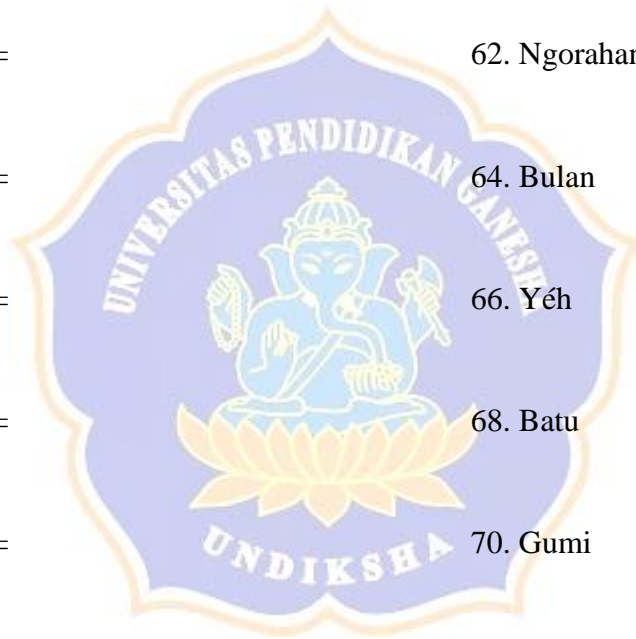 =
62. Ngorahan
UNIVERSITAS PENDIDIKAN GANESHA
=
64. Bulan
=
66. Yéh
=
68. Batu
=
70. Gumi
UNDIKSHA